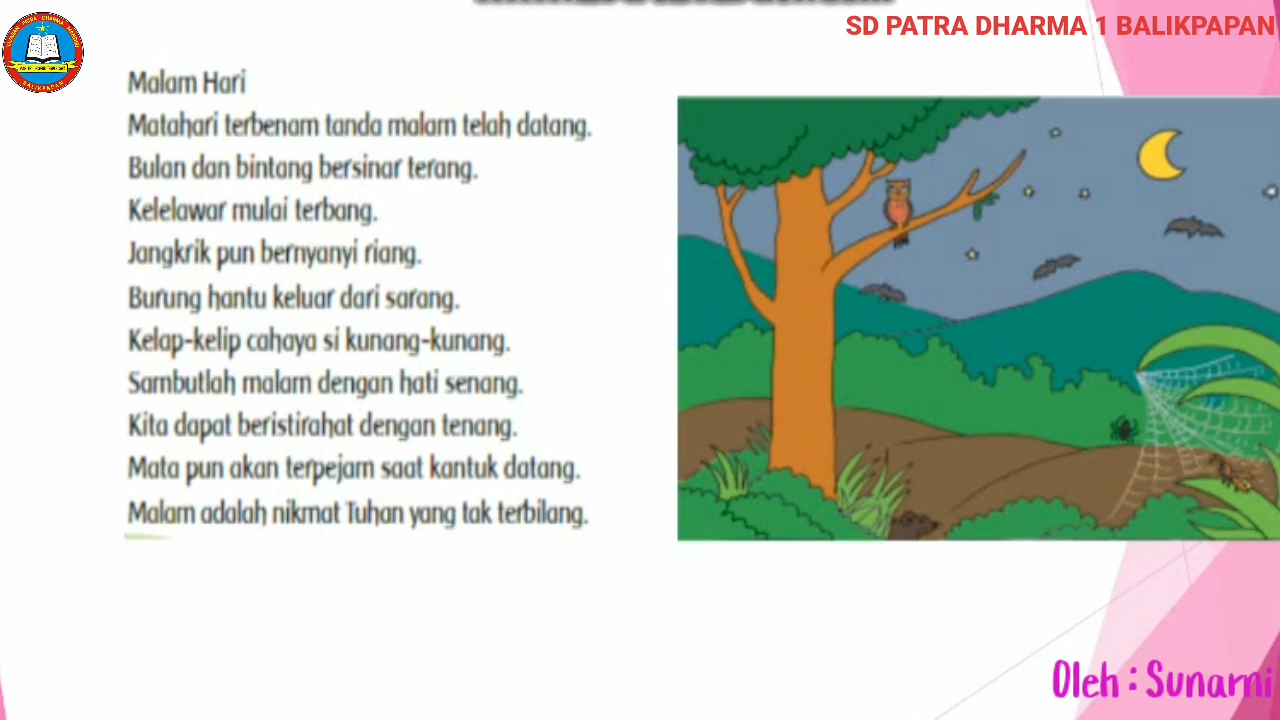 SD PATRA DHARMA 1 BALIKPAPAN
Malam Hari
Matahari terbenam tanda malam telah datang.
Bulan dan bintang bersinar terang.
Kelelawar mulai terbang.
Jangkrik pun bernyanyi riang.
Burung hantu keluar dari sarang.
Kelap-kelip cahaya si kunang-kunang.
Sambutlah malam dengan hati senang.
Kita dapat beristirahat dengan tenang.
Mata pun akan terpejam saat kantuk datang.
Malam adalah nikmat Tuhan yang tak terbilang.
Oleh : Sunarni